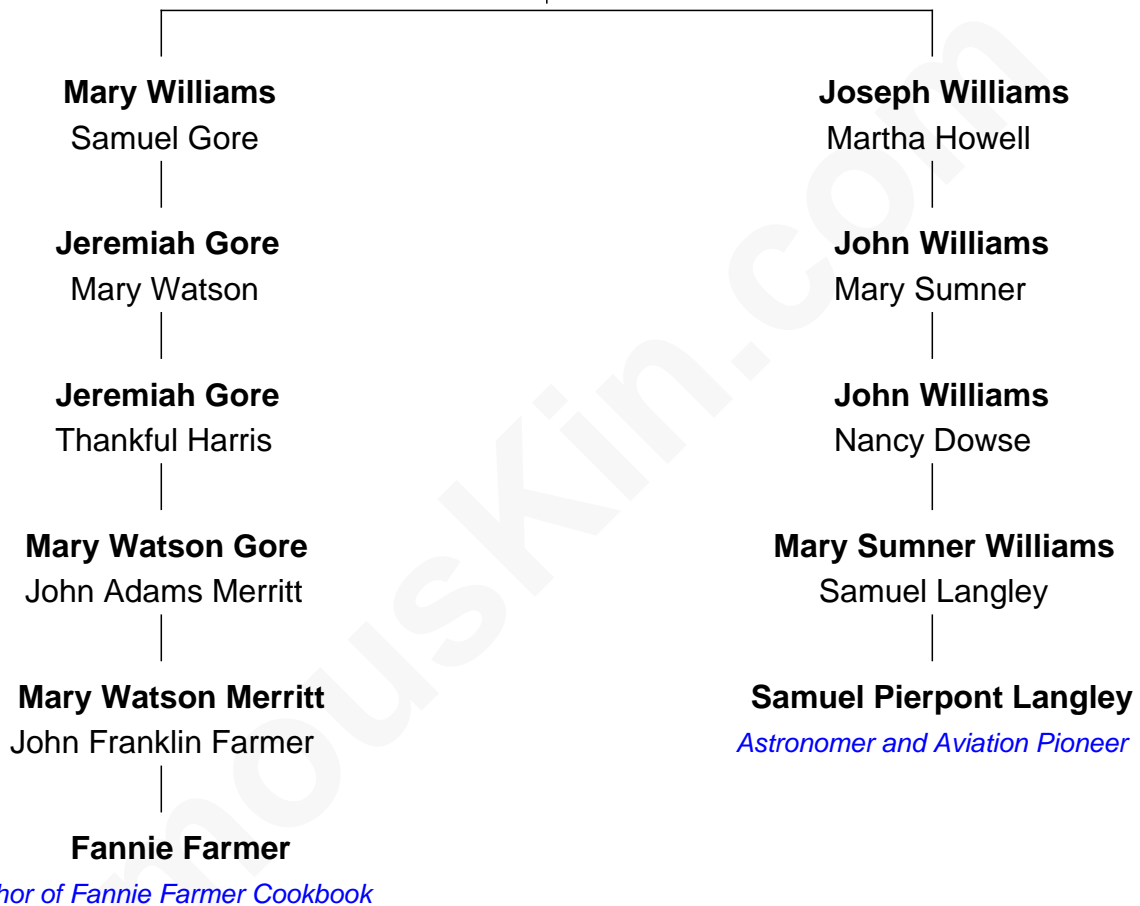 Mary Williams
Samuel Gore
Joseph Williams
Martha Howell
Jeremiah Gore
Mary Watson
John Williams
Mary Sumner
Jeremiah Gore
Thankful Harris
John Williams
Nancy Dowse
Mary Watson Gore
John Adams Merritt
Mary Sumner Williams
Samuel Langley
Mary Watson Merritt
John Franklin Farmer
Samuel Pierpont Langley
Astronomer and Aviation Pioneer
Fannie Farmer
hor of Fannie Farmer Cookbook
mouskin.com